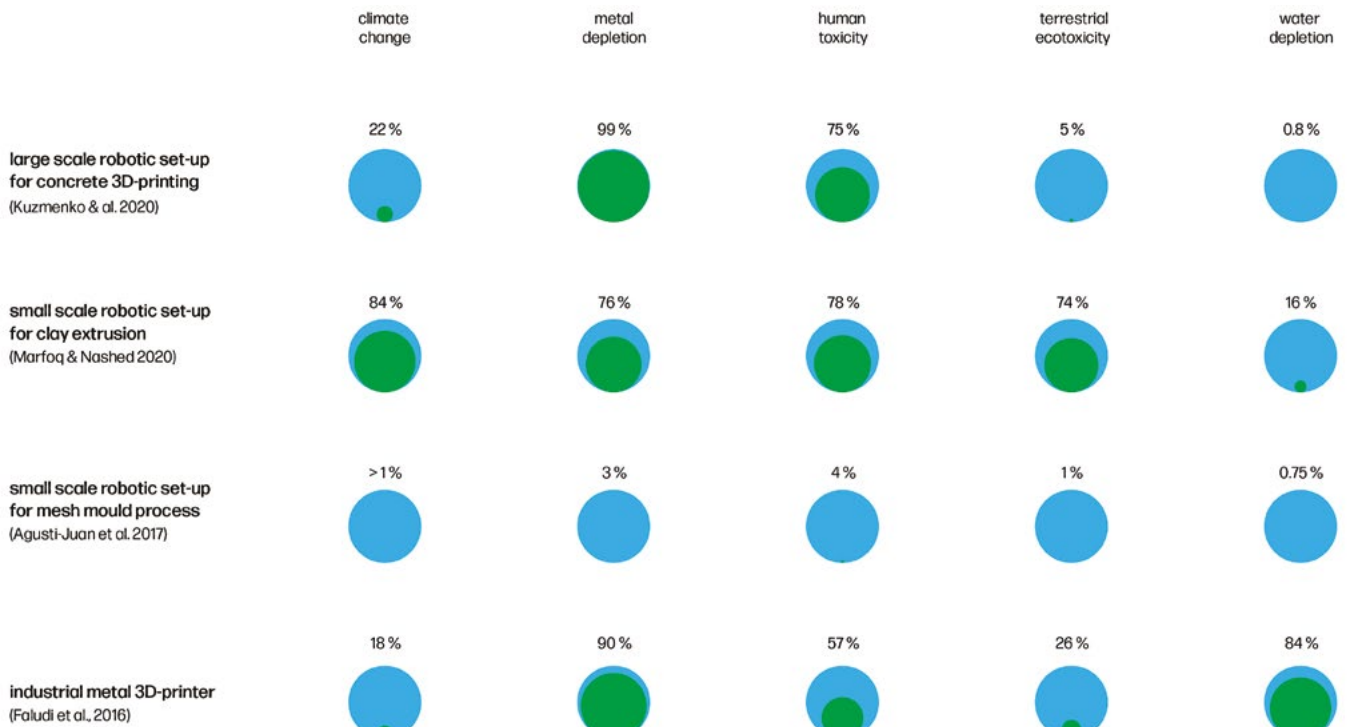 climate
change
metal
depletion
human
toxicity
terrestrial
ecotoxicity
water
depletion
22 %
99 %
75 %
5 %
0.8 %
large scale robotic set-up
for concrete 3D-printing
(Kuzmenko & al. 2020)
84 %
76 %
78 %
74 %
16 %
small scale robotic set-up
for clay extrusion
(Marfoq & Nashed 2020)
>1 %
3 %
4 %
1 %
0.75 %
small scale robotic set-up
for mesh mould process
(Agusti-Juan et al. 2017)
18 %
90 %
57 %
26 %
84 %
industrial metal 3D-printer
(Faludi et al., 2016)